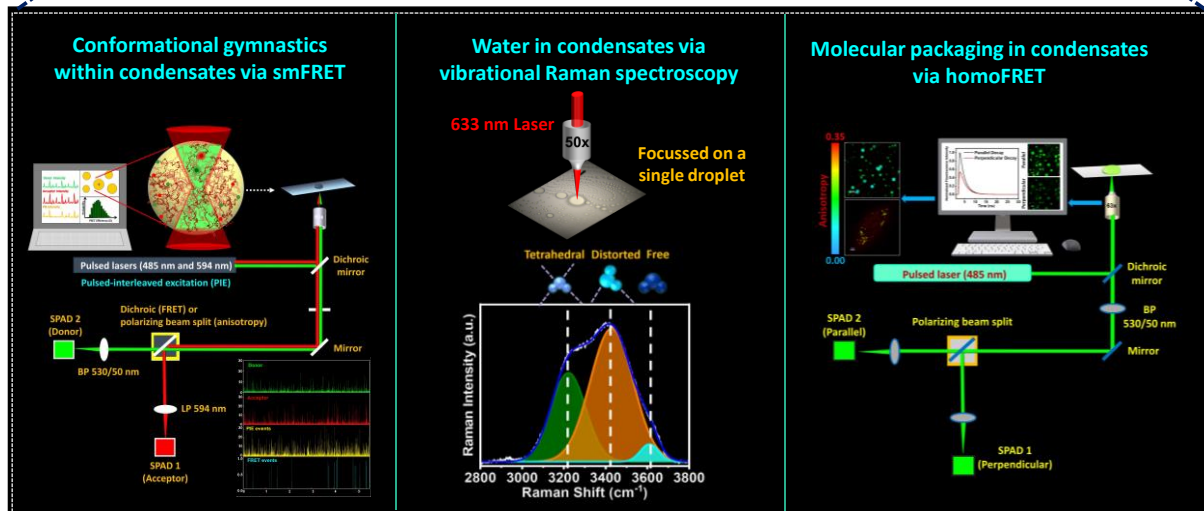 Conformational gymnastics
within condensates via smFRET
Pulsed lasers (485 nm and 594 nm)
Pulsed-interleaved excitation (PIE)
Dichroic
mirror
Dichroic (FRET) or
polarizing beam split (anisotropy)
SPAD 2
(Donor)
BP 530/50 nm
Mirror
LP 594 nm
SPAD 1
(Acceptor)
Donor
Acceptor
PIE events
FRET events
Water in condensates via
vibrational Raman spectroscopy
633 nm Laser
50x
Focussed on a
single droplet
Tetrahedral Distorted Free
Raman Intensity (a.u.)
2800 3000 3200 3400 3600 3800
Raman Shift (cm-1)
Molecular packaging in condensates
via homoFRET
0.35
Anisotropy
0.00
Parallel Decay
Perpendicular Decay
Time (ns)
Parallel
Perpendicular
63x
Pulsed laser (485 nm)
Dichroic
mirror
BP
530/50 nm
SPAD 2
(Parallel)
Polarizing beam split
Mirror
SPAD 1
(Perpendicular)